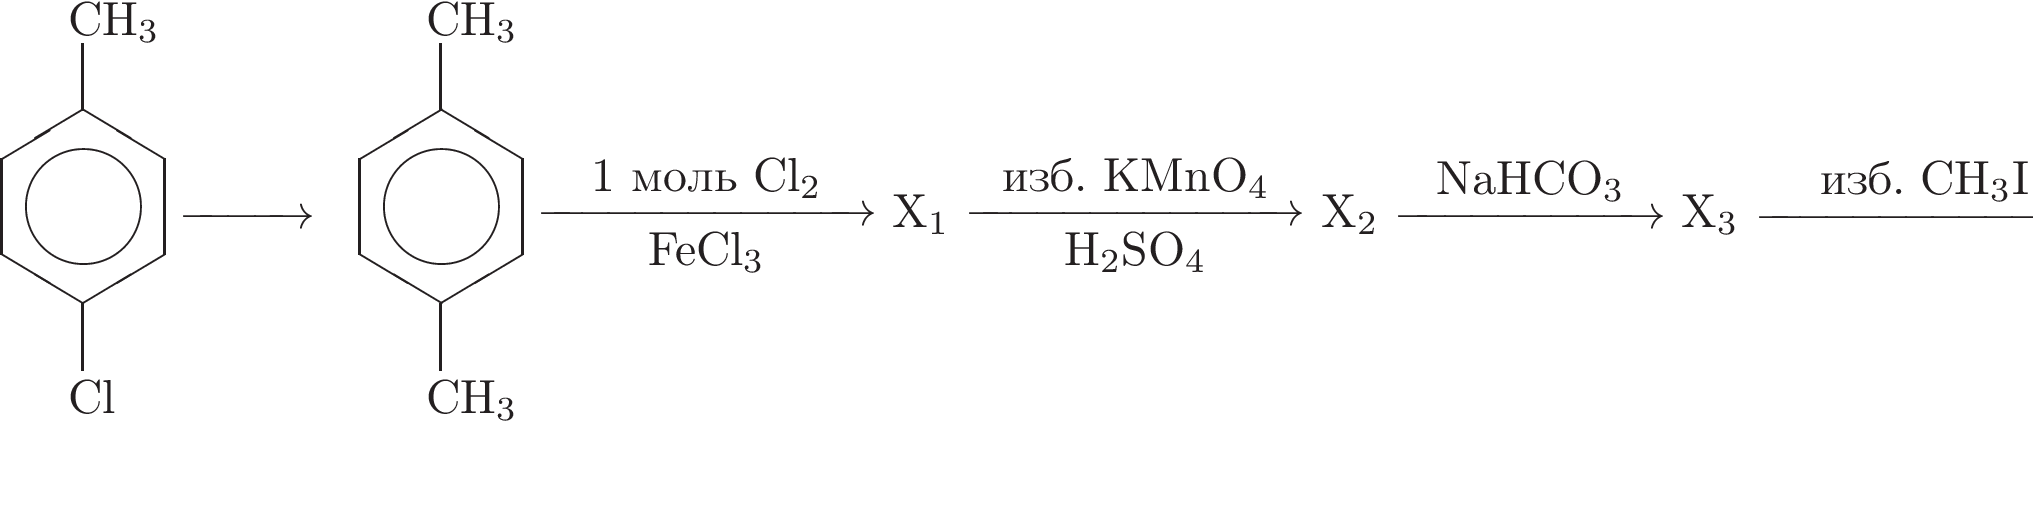 CH₃ CH₃
1 моль Cl₂ изб. KMnO₄ NaHCO₃ изб. CH₃I
X₁ X₂ X₃
FeCl₃ H₂SO₄
Cl CH₃